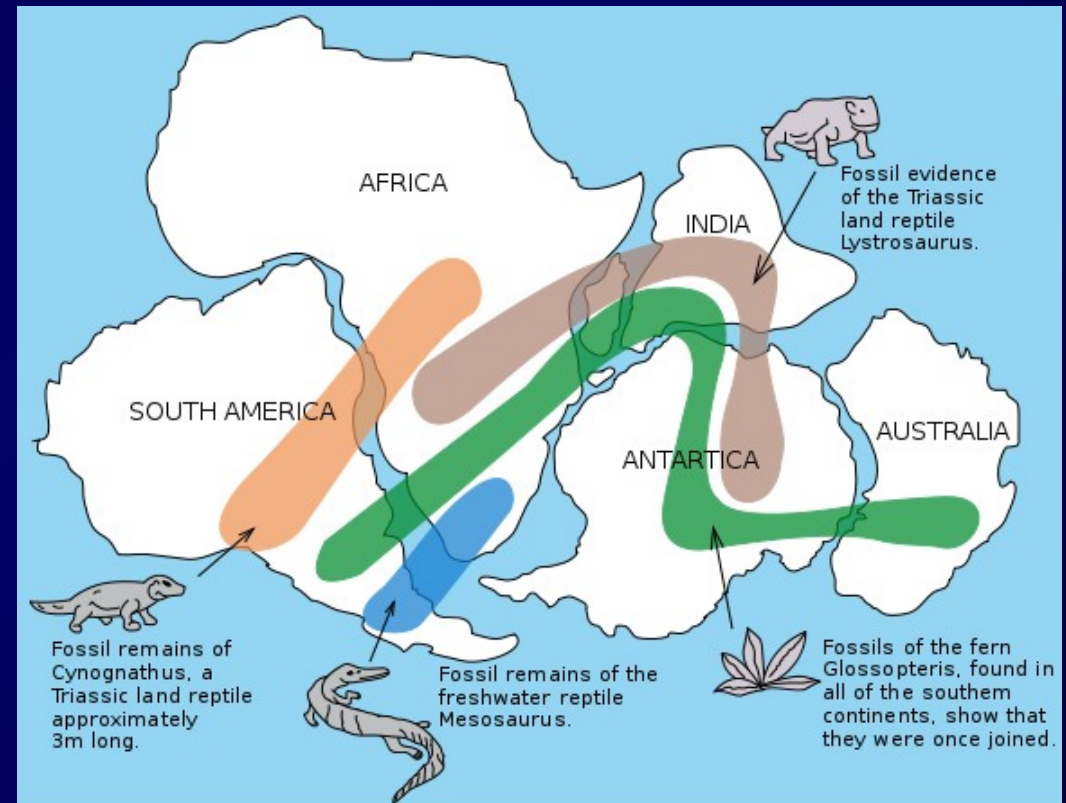 AFRICA
INDIA
Fossil evidence
of the Triassic
land reptile
Lystrosaurus.
SOUTH AMERICA
ANTARTICA
AUSTRALIA
Fossil remains of
Cynognathus, a
Triassic land reptile
approximately
3m long.
Fossil remains of the
freshwater reptile
Mesosaurus.
Fossils of the fern
Glossopteris, found in
all of the southem
continents, show that
they were once joined.